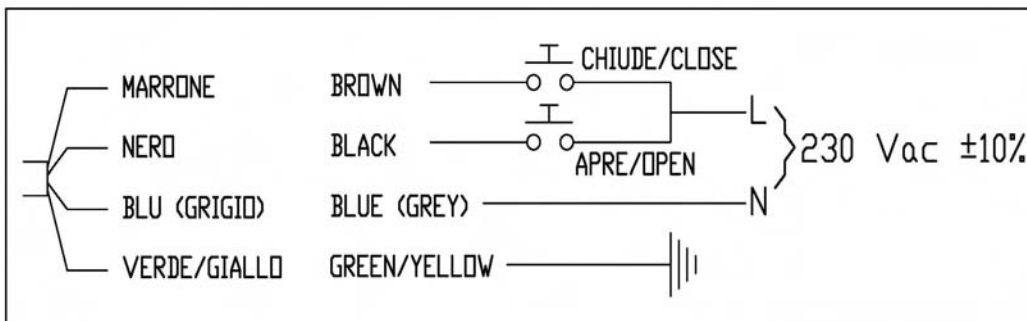 CHIUDE/CLOSE
MARRONE BROWN
L
NERO BLACK
230 Vac ±10%
APRE/OPEN
BLU (GRIGIO) BLUE (GREY) N
VERDE/GIALLO GREEN/YELLOW